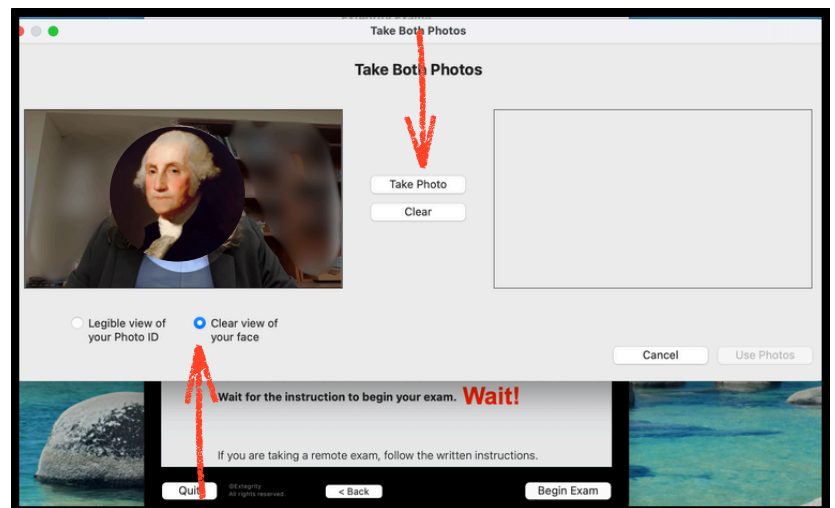 Take Both Photos
Take Both Photos
Take Photo
Clear
Legible view of
your Photo ID
Clear view of
your face
Cancel
Use Photos
Wait for the instruction to begin your exam. Wait!
If you are taking a remote exam, follow the written instructions.
Quit
©Extegrity
All rights reserved.
< Back
Begin Exam